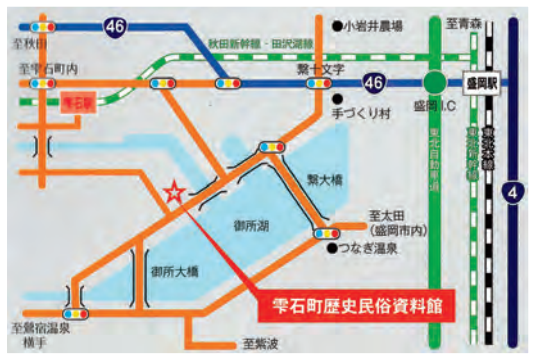 46
小岩井農場
至青森
至秋田
秋田新幹線・田沢湖線
4
至雫石町内
繋十文字
46
盛岡駅
雫石駅
手づくり村
盛岡I.C
東北自動車道
東北新幹線
東北本線
繋大橋
至太田
(盛岡市内)
御所湖
つなぎ温泉
御所大橋
雫石町歴史民俗資料館
至鶯宿温泉
横手
至紫波